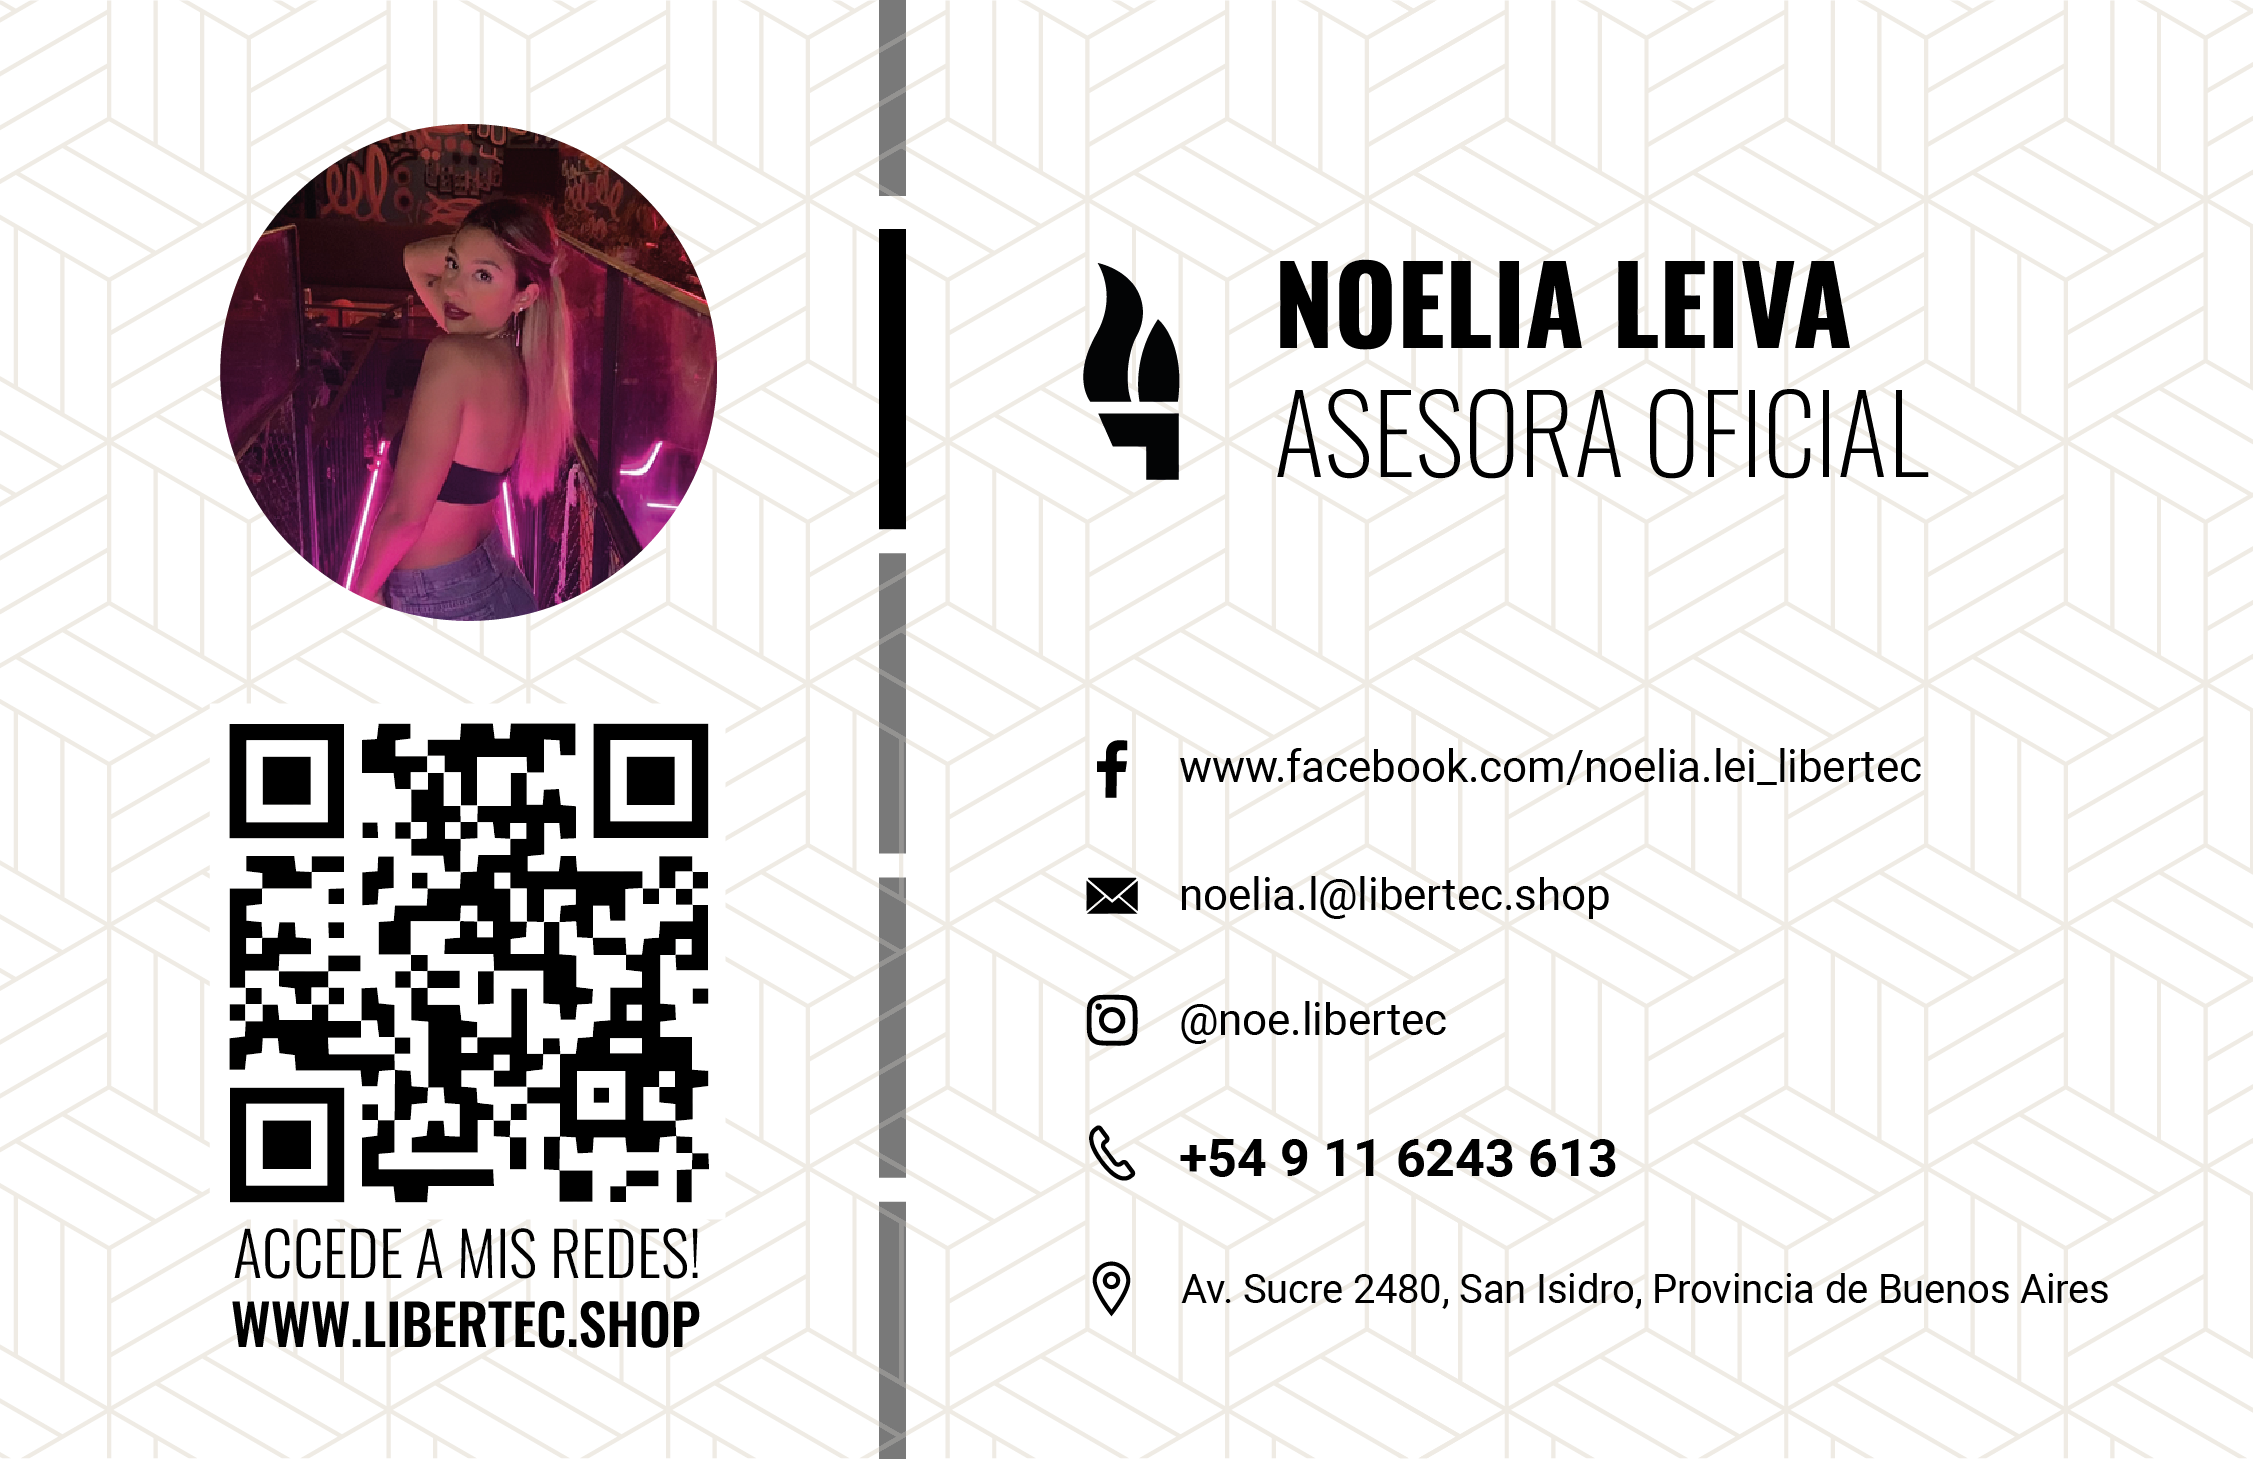 NOELIA LEIVA
ASESORA OFICIAL
www.facebook.com/noelia.lei_libertec
noelia.l@libertec.shop
@noe.libertec
+54 9 11 6243 613
Av. Sucre 2480, San Isidro, Provincia de Buenos Aires
ACCEDE A MIS REDES!
WWW.LIBERTEC.SHOP